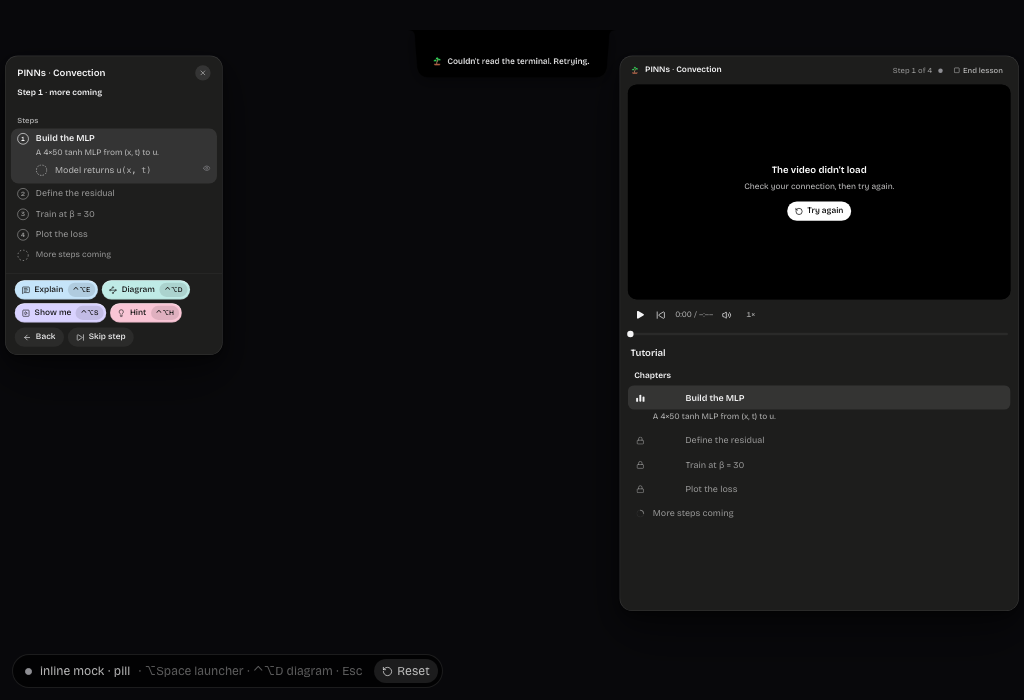 Couldn't read the terminal. Retrying.
PINNs · Convection
Step 1 · more coming
Steps
1 Build the MLP
A 4×50 tanh MLP from (x, t) to u.
Model returns u(x, t)
2 Define the residual
3 Train at β = 30
4 Plot the loss
More steps coming
Explain ⌃⌥E Diagram ⌃⌥D
Show me ⌃⌥S Hint ⌃⌥H
Back Skip step
PINNs · Convection Step 1 of 4 End lesson
The video didn't load
Check your connection, then try again.
Try again
0:00 / --:-- 1×
Tutorial
Chapters
Build the MLP
A 4×50 tanh MLP from (x, t) to u.
Define the residual
Train at β = 30
Plot the loss
More steps coming
inline mock · pill · ⌥Space launcher · ⌃⌥D diagram · Esc Reset